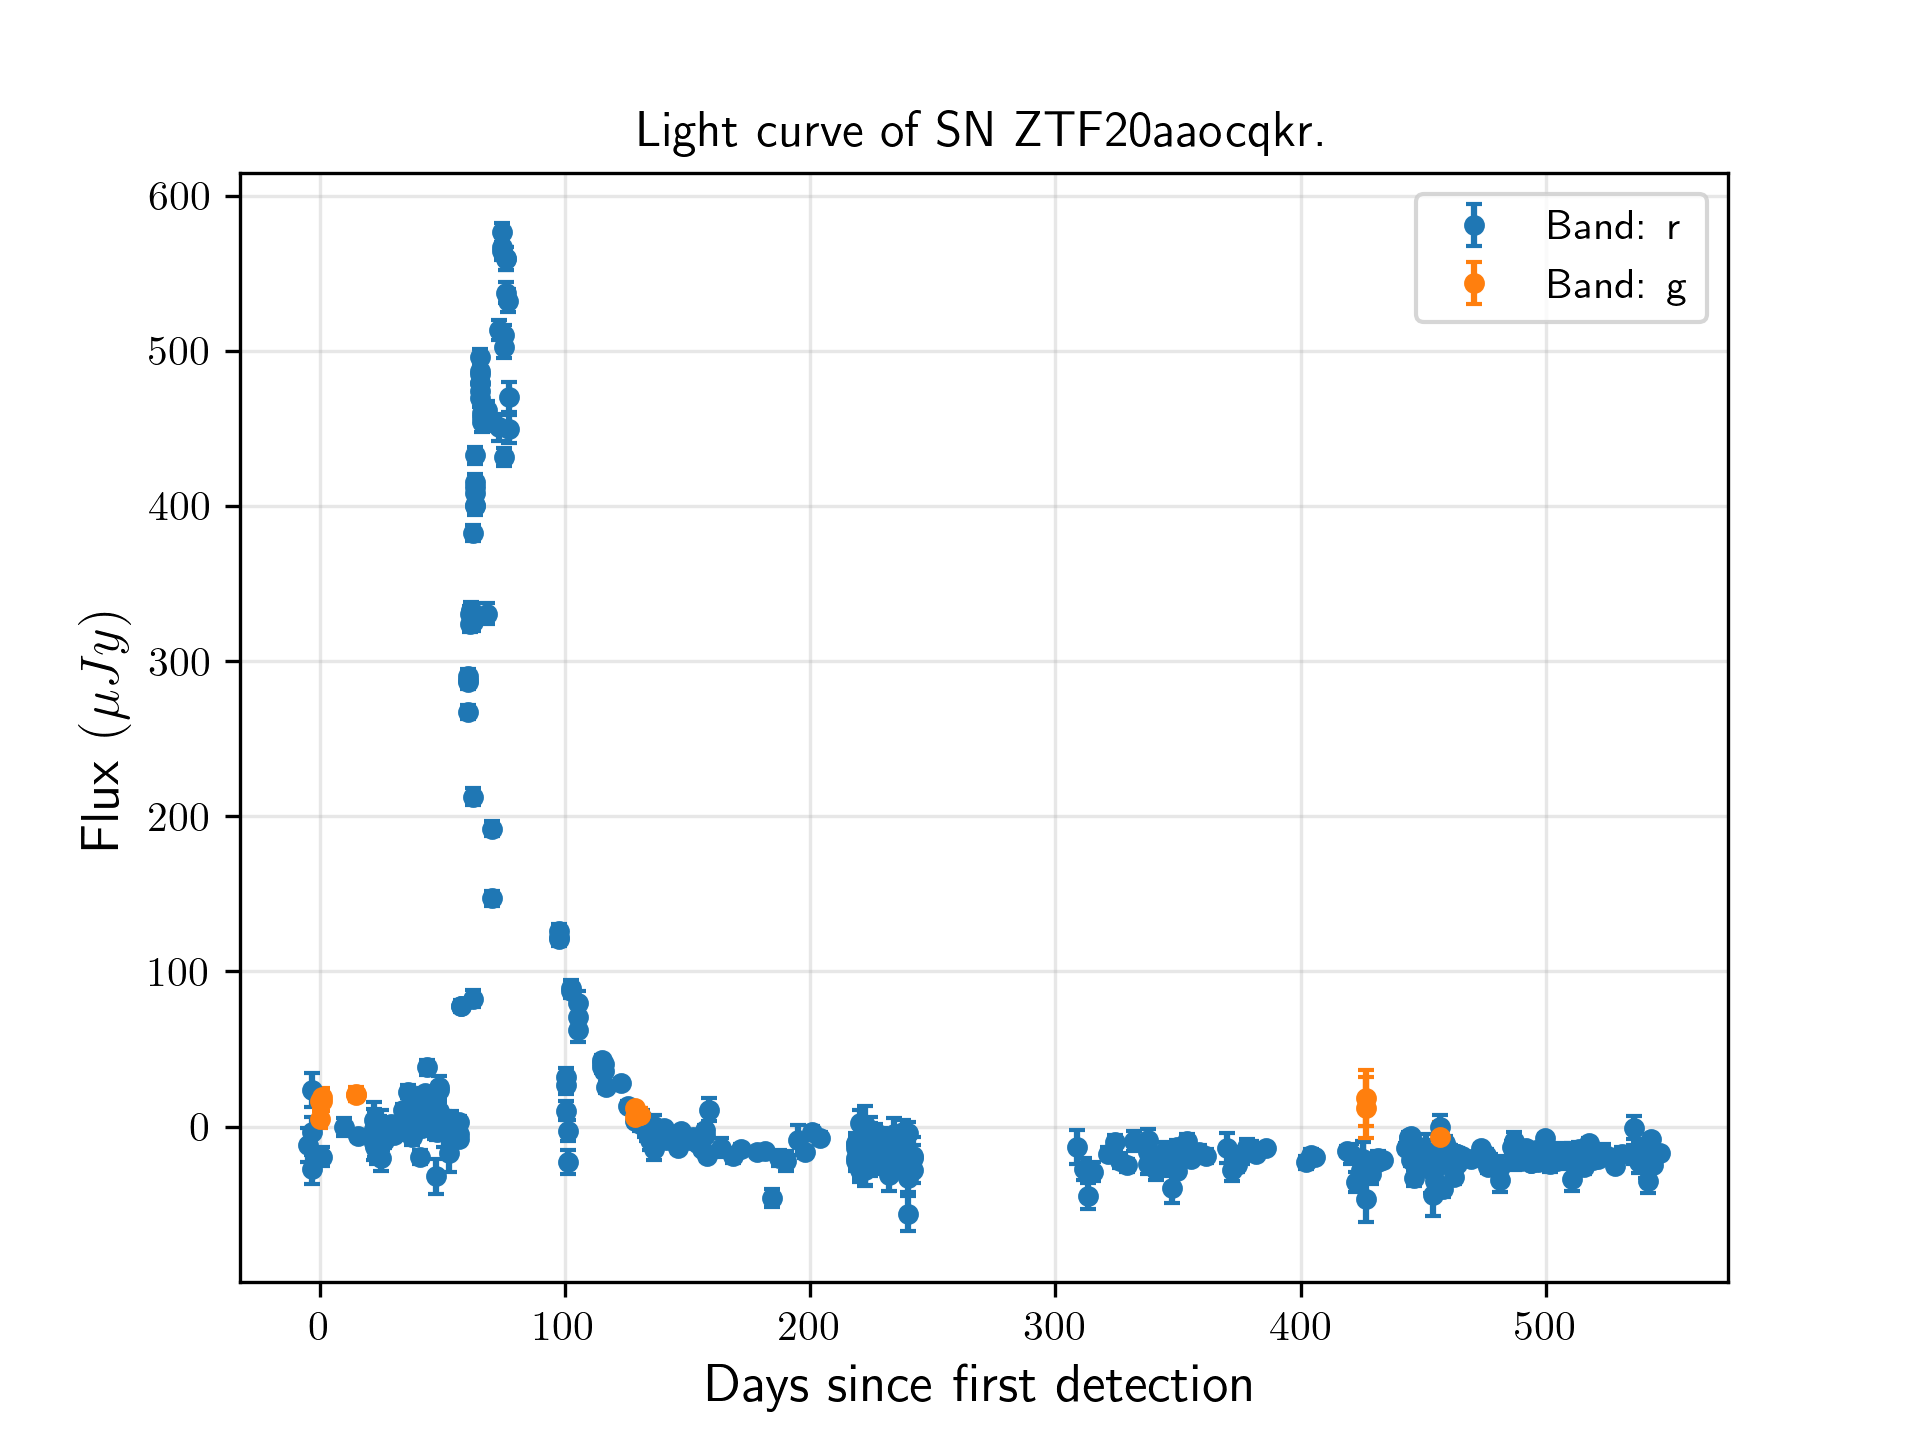 Light curve of SN ZTF20aaocqkr.
600
500
400
300
200
100
0
Flux (μJy)
Band: r
Band: g
0 100 200 300 400 500
Days since first detection